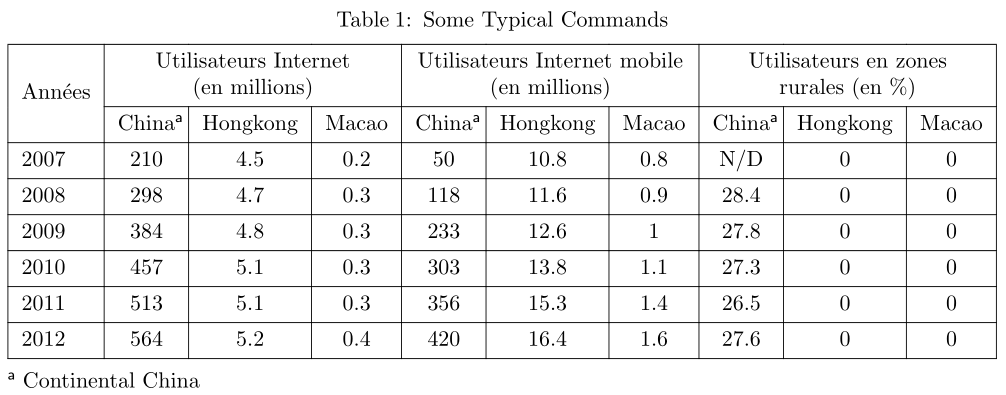 Table 1: Some Typical Commands
Années Utilisateurs Internet (en millions) Utilisateurs Internet mobile (en millions) Utilisateurs en zones rurales (en %)
Chinaᵃ Hongkong Macao Chinaᵃ Hongkong Macao Chinaᵃ Hongkong Macao
2007 210 4.5 0.2 50 10.8 0.8 N/D 0 0
2008 298 4.7 0.3 118 11.6 0.9 28.4 0 0
2009 384 4.8 0.3 233 12.6 1 27.8 0 0
2010 457 5.1 0.3 303 13.8 1.1 27.3 0 0
2011 513 5.1 0.3 356 15.3 1.4 26.5 0 0
2012 564 5.2 0.4 420 16.4 1.6 27.6 0 0
ᵃ Continental China